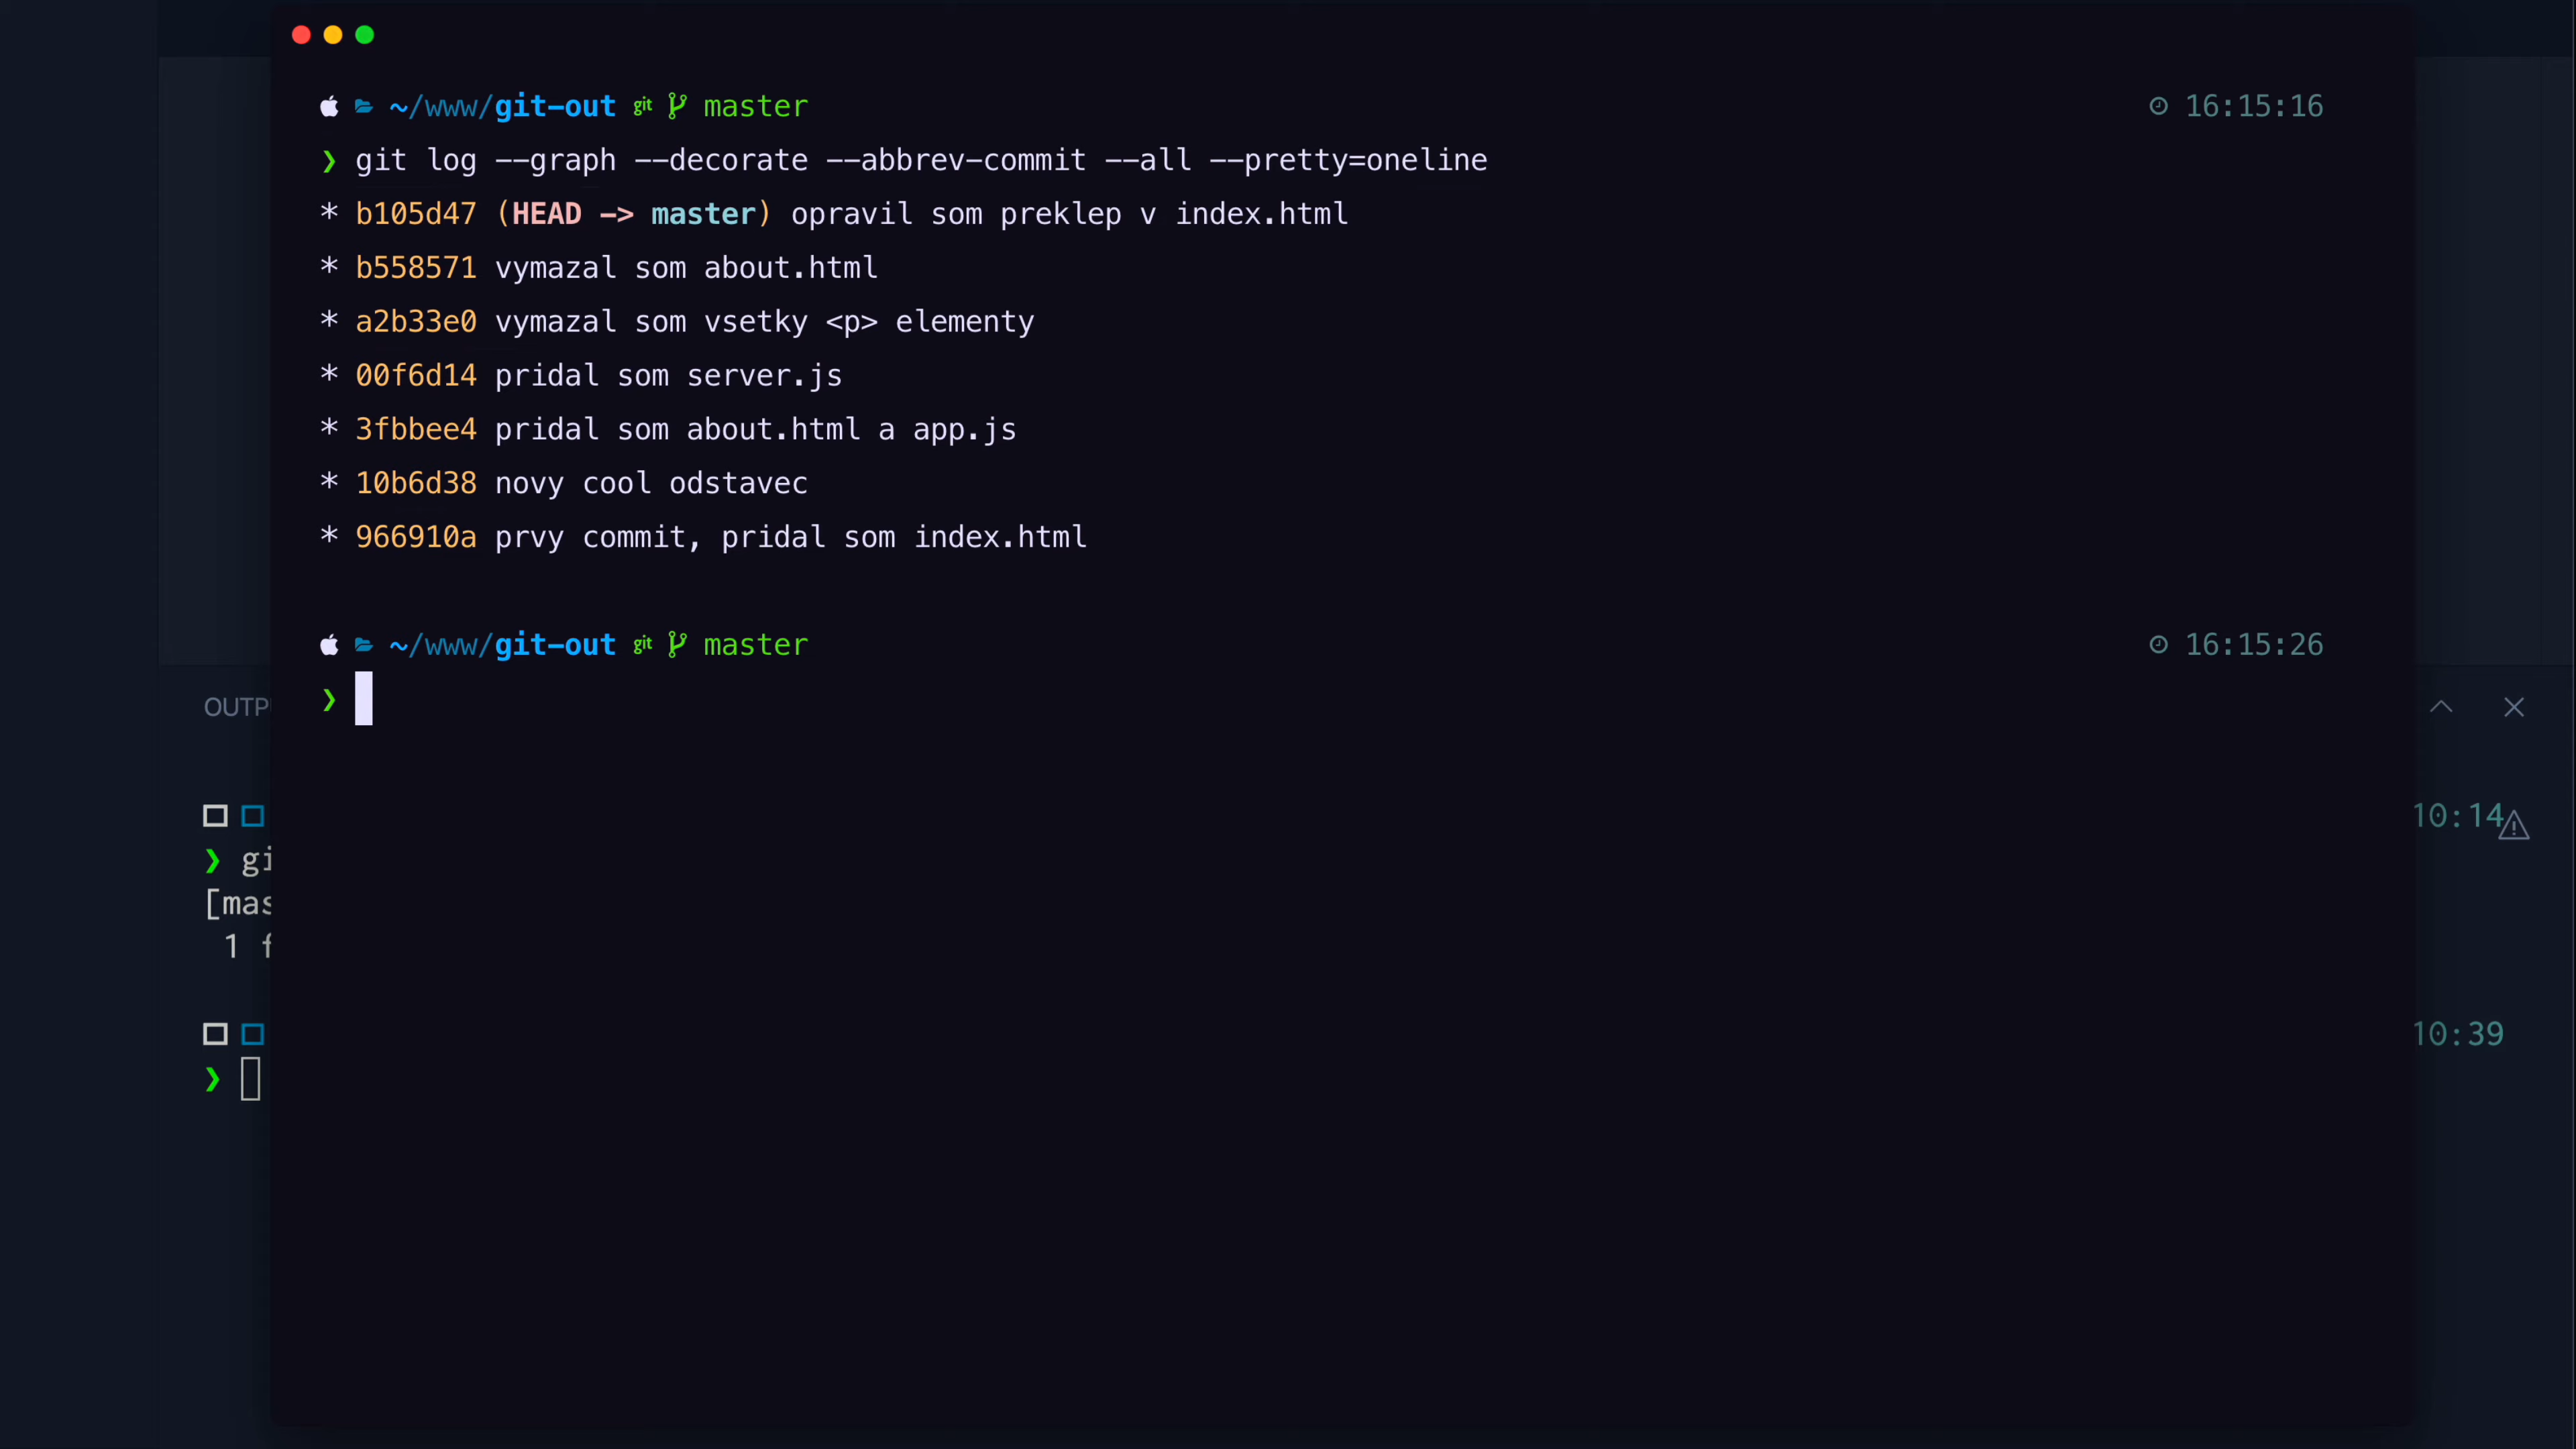 ~/www/git-out git master 16:15:16
❯ git log --graph --decorate --abbrev-commit --all --pretty=oneline
* b105d47 (HEAD -> master) opravil som preklep v index.html
* b558571 vymazal som about.html
* a2b33e0 vymazal som vsetky <p> elementy
* 00f6d14 pridal som server.js
* 3fbbee4 pridal som about.html a app.js
* 10b6d38 novy cool odstavec
* 966910a prvy commit, pridal som index.html
~/www/git-out git master 16:15:26
❯
OUTP
10:14
❯ gi
[mas
1 f
10:39
❯